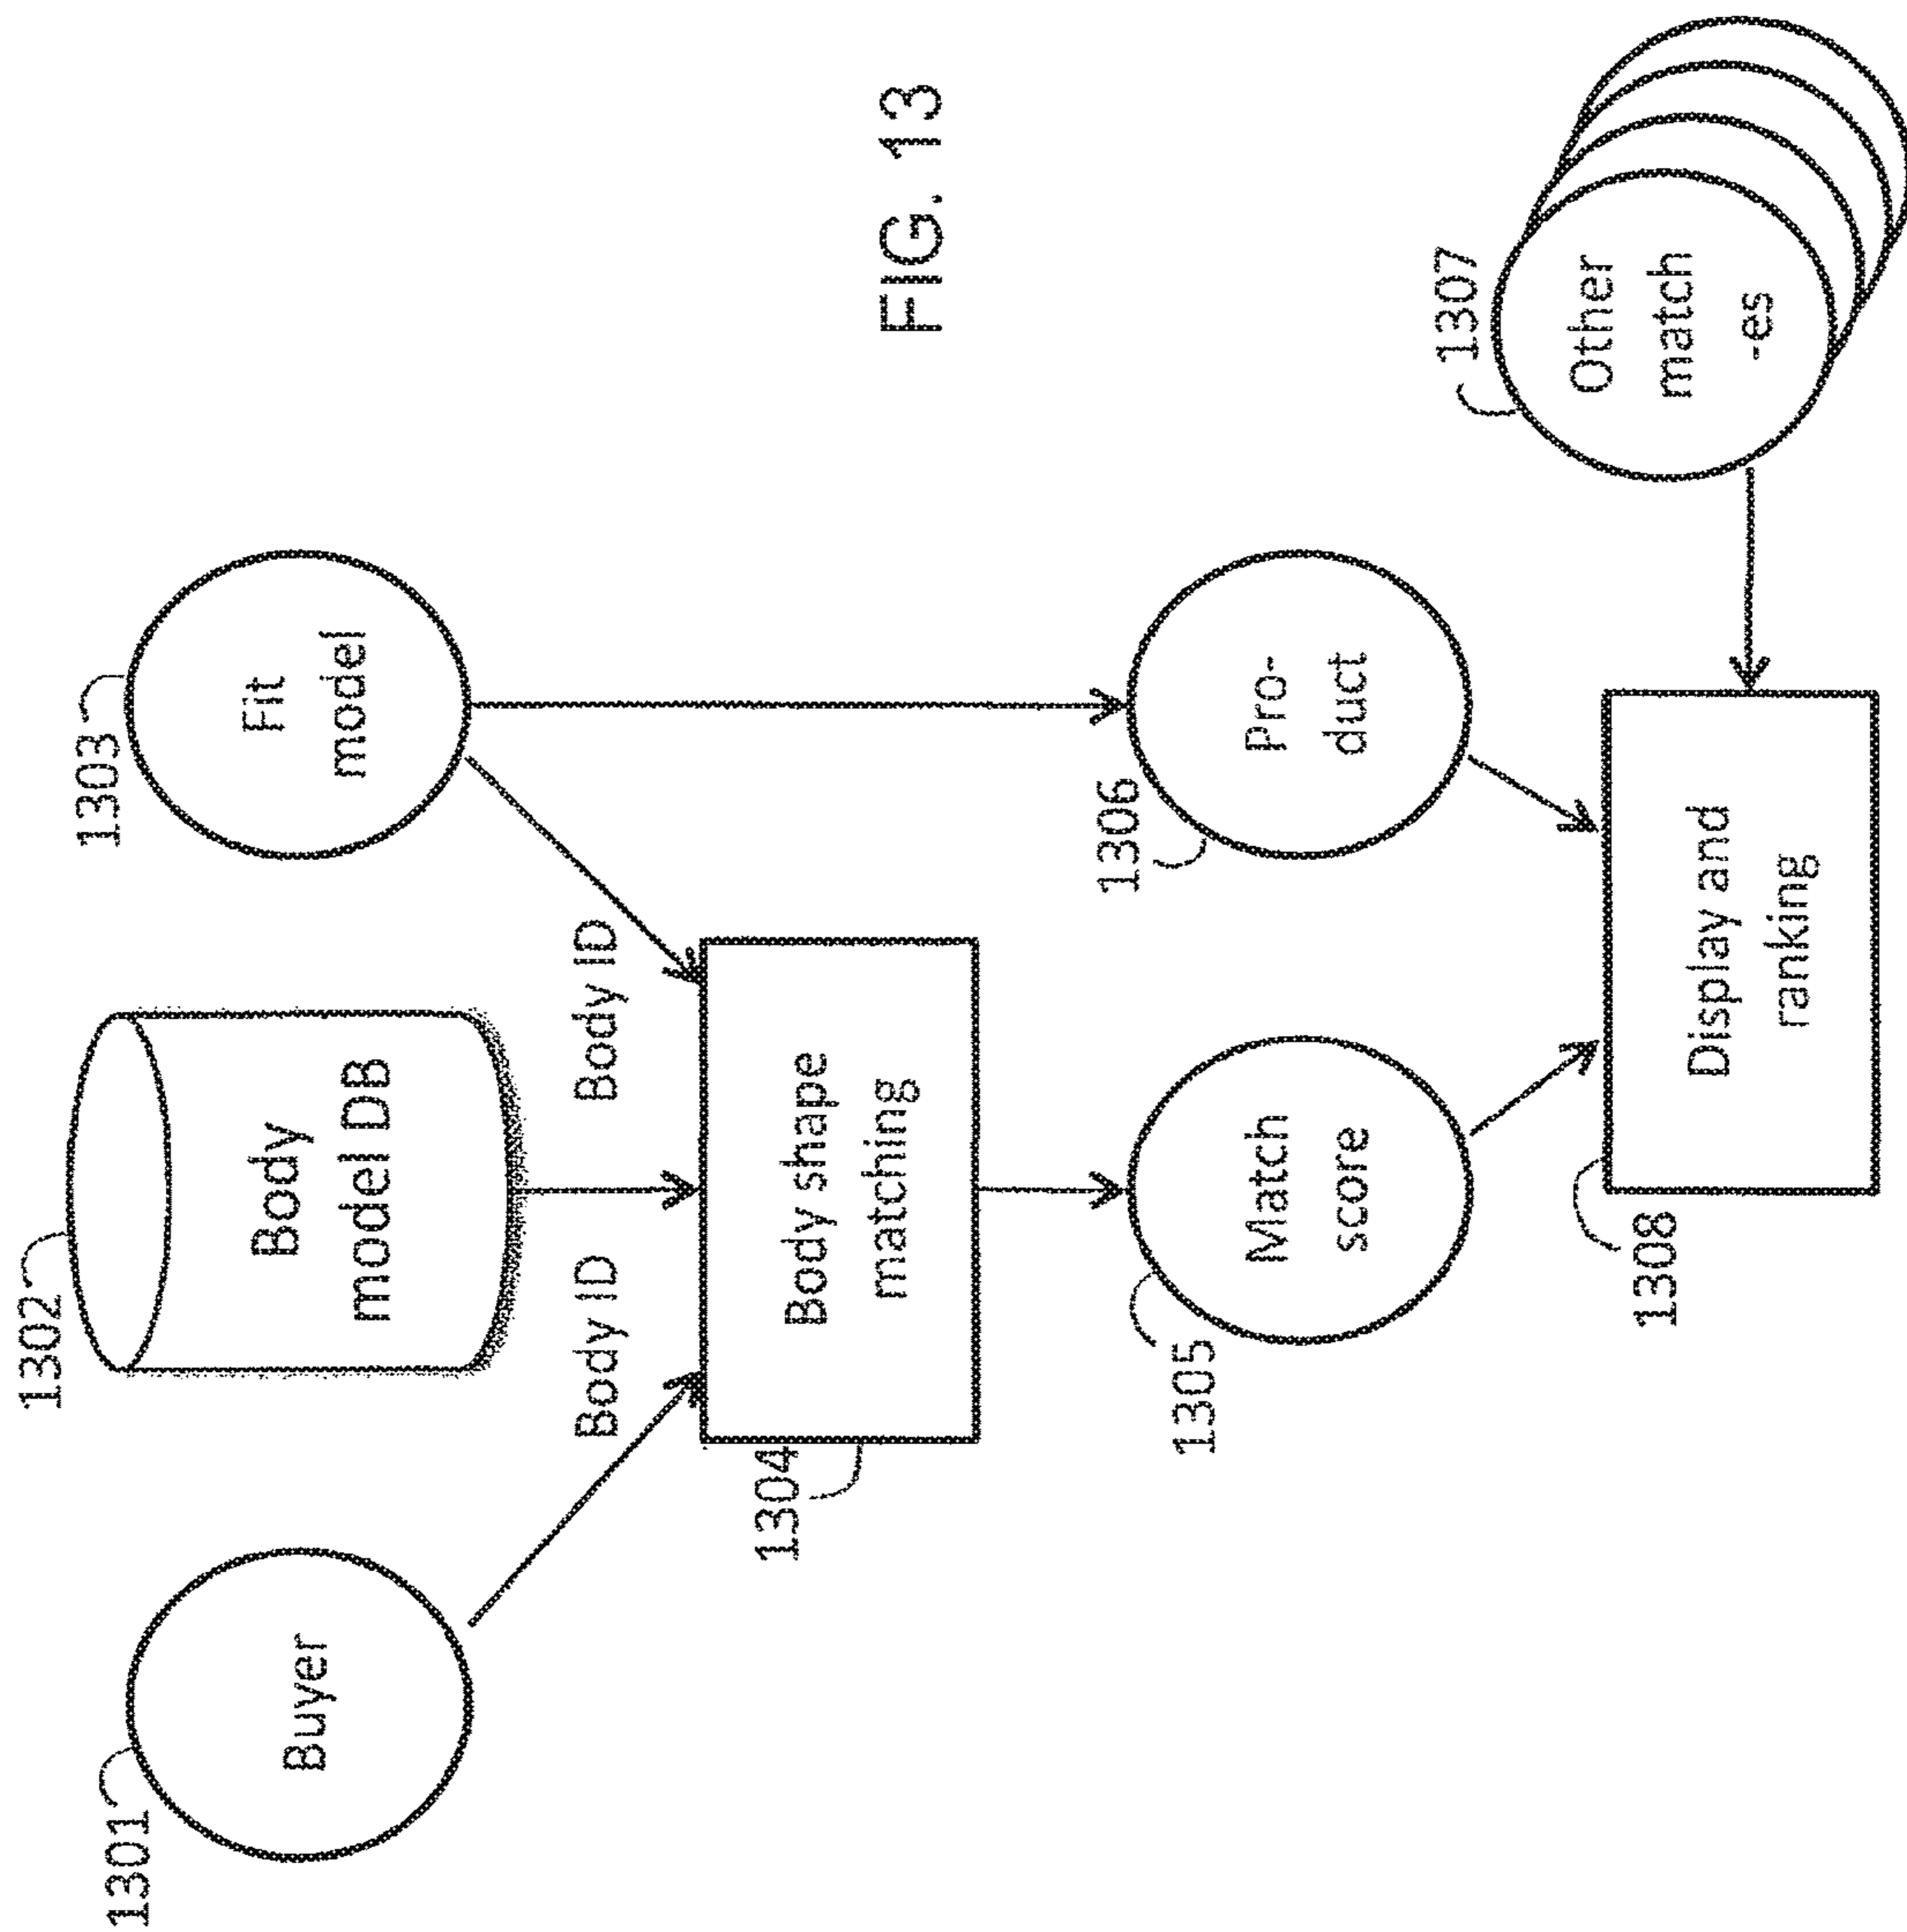 1301
Buyer
1302
Body
model DB
1303
Fit
model
Body ID
Body ID
1304
Body shape
matching
1305
Match
score
1306
Pro-
duct
1307
Other
match
-es
1308
Display and
ranking
FIG. 13